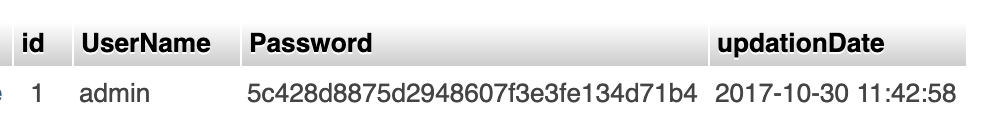 id UserName Password updationDate
1 admin 5c428d8875d2948607f3e3fe134d71b4 2017-10-30 11:42:58